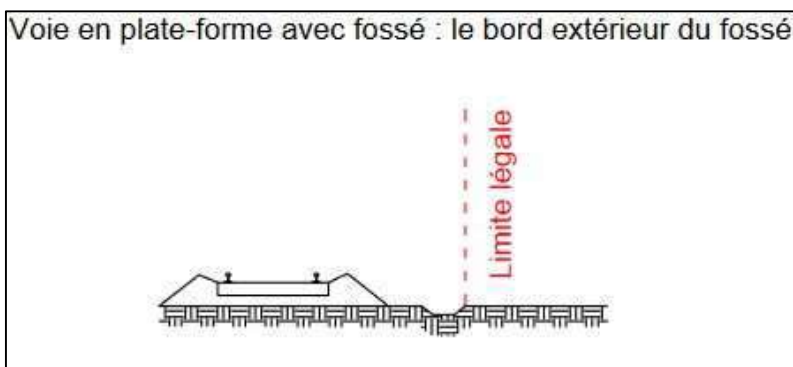 Voie en plate-forme avec fossé : le bord extérieur du fossé
Limite légale